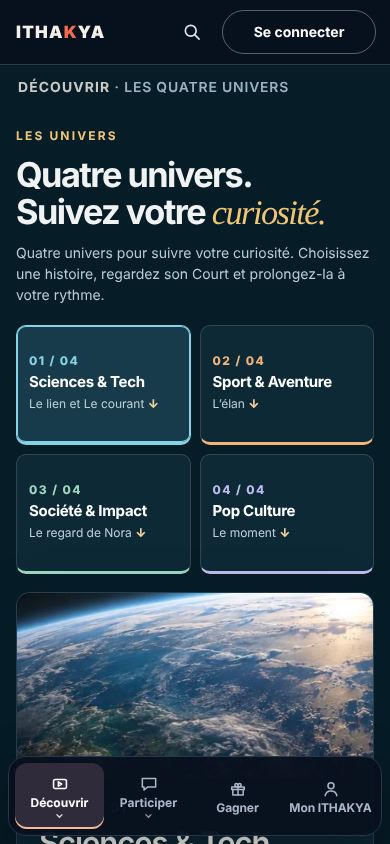 ITHAKYA
Se connecter
DÉCOUVRIR · LES QUATRE UNIVERS
LES UNIVERS
Quatre univers.
Suivez votre curiosité.
Quatre univers pour suivre votre curiosité. Choisissez
une histoire, regardez son Court et prolongez-la à
votre rythme.
01 / 04
Sciences & Tech
Le lien et Le courant ↓
02 / 04
Sport & Aventure
L'élan ↓
03 / 04
Société & Impact
Le regard de Nora ↓
04 / 04
Pop Culture
Le moment ↓
Sciences & Tech
Découvrir
Participer
Gagner
Mon ITHAKYA